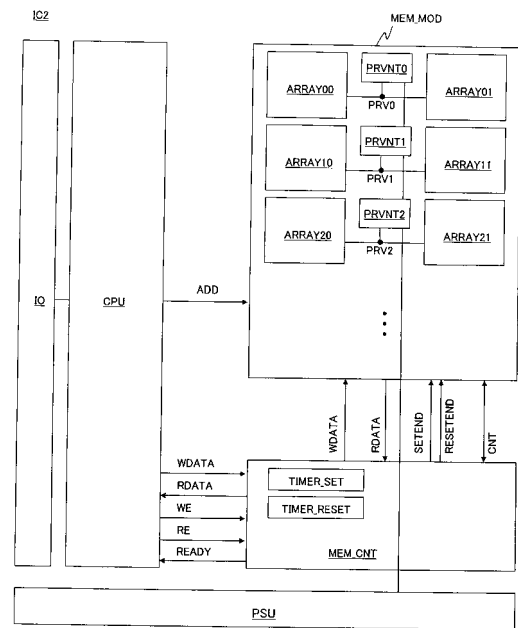 IC2
MEM_MOD
PRVNT0
ARRAY00
ARRAY01
PRV0
PRVNT1
ARRAY10
ARRAY11
PRV1
PRVNT2
ARRAY20
ARRAY21
PRV2
IO
CPU
ADD
WDATA
RDATA
SETEND
RESETEND
CNT
WDATA
RDATA
WE
RE
READY
TIMER_SET
TIMER_RESET
MEM_CNT
PSU